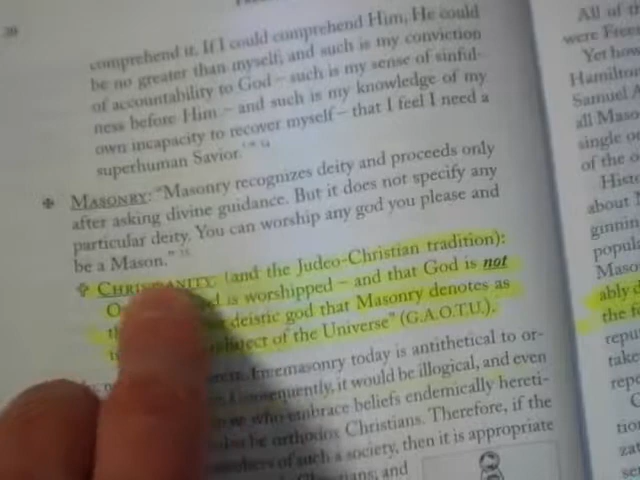 comprehend it. If I could comprehend Him, He could
be no greater than myself; and such is my conviction
of accountability to God – such is my sense of sinful-
ness before Him – and such is my knowledge of my
own incapacity to recover myself – that I feel I need a
superhuman Savior.
MASONRY: "Masonry recognizes deity and proceeds only
after asking divine guidance. But it does not specify any
particular deity. You can worship any god you please and
be a Mason."
CHRISTIANITY (and the Judeo-Christian tradition):
is worshipped – and that God is not
deistic god that Masonry denotes as
of the Universe" (G.A.O.T.U.).
Freemasonry today is antithetical to or-
Consequently, it would be illogical, and even
who embrace beliefs endemically hereti-
be orthodox Christians. Therefore, if the
of such a society, then it is appropriate
and
All of
were Free
Yet how
Hamilton
Samuel A
all Maso
single o
of the
Histo
about
ginnin
popula
Maso
ably d
the f
repu
take
repe
C
tion
zat
sen